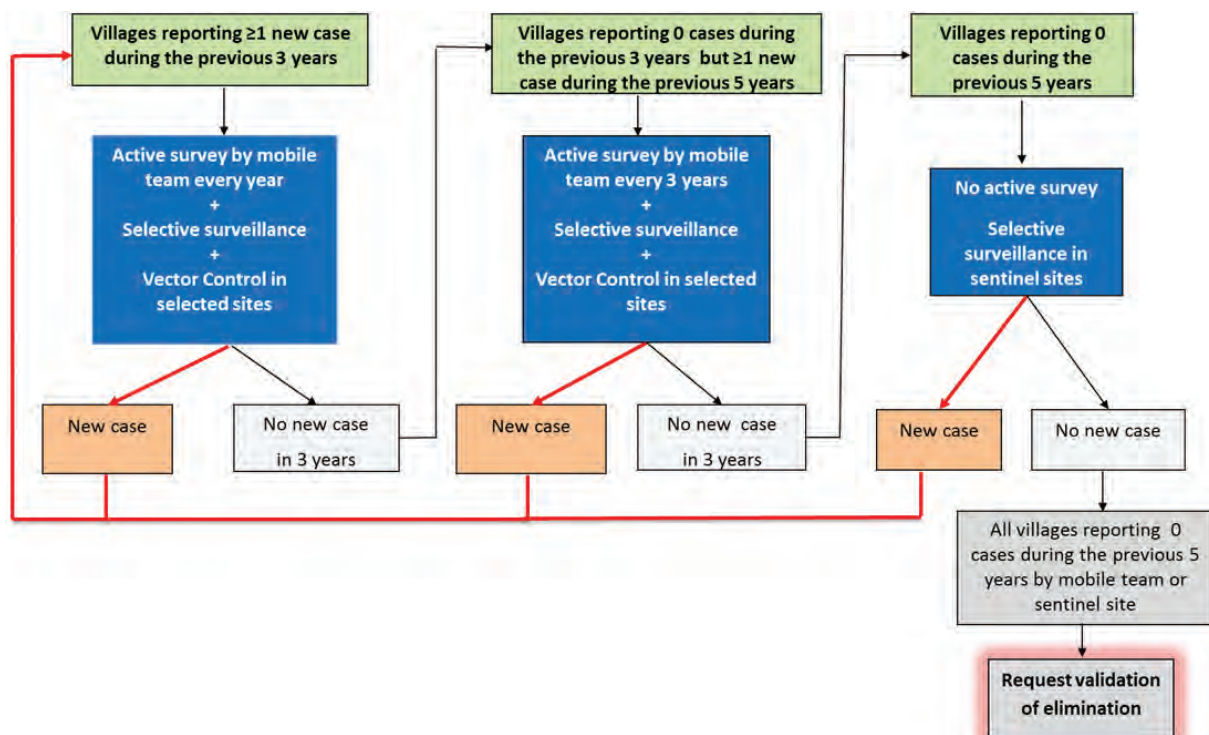 Villages reporting ≥1 new case
during the previous 3 years
Active survey by mobile
team every year
+
Selective surveillance
+
Vector Control in
selected sites
New case
No new case
in 3 years
Villages reporting 0 cases during
the previous 3 years but ≥1 new
case during the previous 5 years
Active survey by mobile
team every 3 years
+
Selective surveillance
+
Vector Control in selected
sites
New case
No new case
in 3 years
Villages reporting 0
cases during the
previous 5 years
No active survey
Selective
surveillance in
sentinel sites
New case
No new case
All villages reporting 0
cases during the previous 5
years by mobile team or
sentinel site
Request validation
of elimination